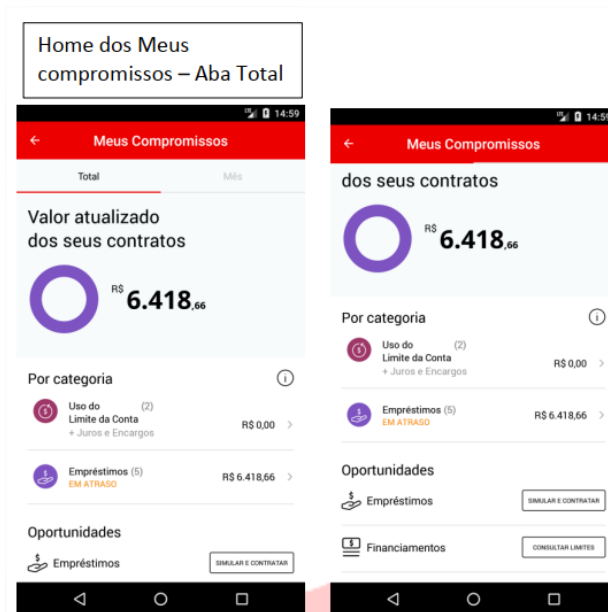 Home dos Meus
compromissos – Aba Total
14:59
Meus Compromissos
Total
Mês
Valor atualizado
dos seus contratos
R$ 6.418,66
Por categoria
Uso do (2)
Limite da Conta
+ Juros e Encargos
R$ 0,00
Empréstimos (5)
EM ATRASO
R$ 6.418,66
Oportunidades
Empréstimos
SIMULAR E CONTRATAR
14:59
Meus Compromissos
dos seus contratos
R$ 6.418,66
Por categoria
Uso do (2)
Limite da Conta
+ Juros e Encargos
R$ 0,00
Empréstimos (5)
EM ATRASO
R$ 6.418,66
Oportunidades
Empréstimos
SIMULAR E CONTRATAR
Financiamentos
CONSULTAR LIMITES